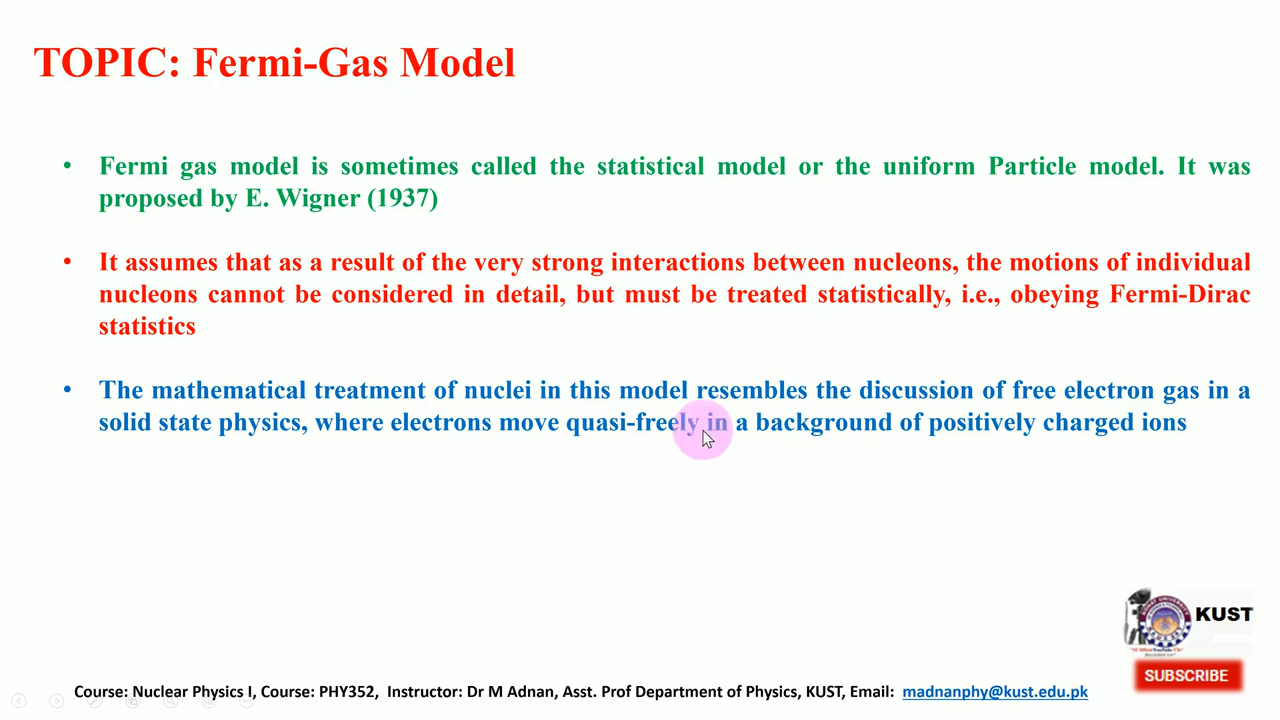 TOPIC: Fermi-Gas Model
• Fermi gas model is sometimes called the statistical model or the uniform Particle model. It was
proposed by E. Wigner (1937)
• It assumes that as a result of the very strong interactions between nucleons, the motions of individual
nucleons cannot be considered in detail, but must be treated statistically, i.e., obeying Fermi-Dirac
statistics
• The mathematical treatment of nuclei in this model resembles the discussion of free electron gas in a
solid state physics, where electrons move quasi-freely in a background of positively charged ions
KUST
SUBSCRIBE
Course: Nuclear Physics I, Course: PHY352, Instructor: Dr M Adnan, Asst. Prof Department of Physics, KUST, Email: madnanphy@kust.edu.pk